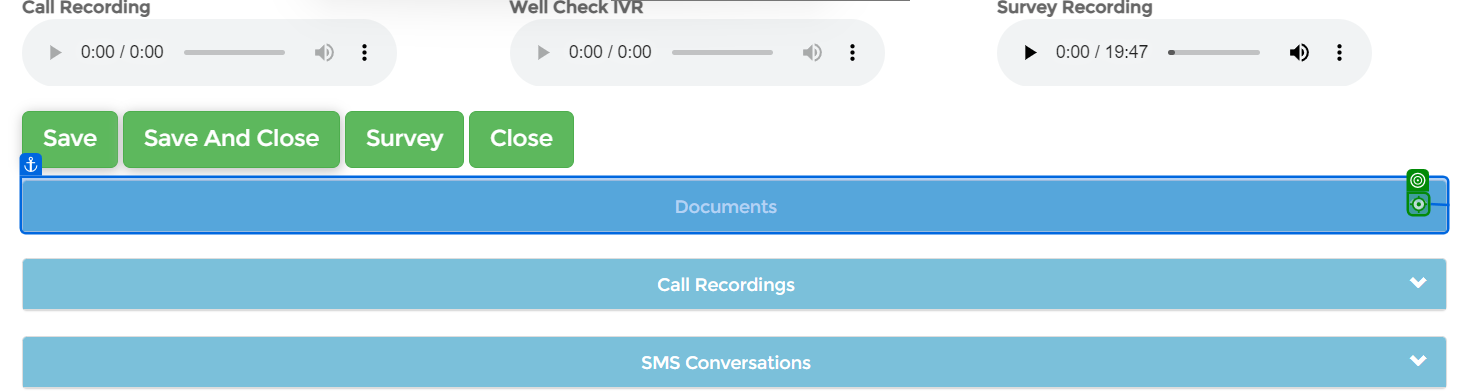 Call Recording Well Check IVR Survey Recording
0:00 / 0:00 0:00 / 0:00 0:00 / 19:47
Save Save And Close Survey Close
Documents
Call Recordings
SMS Conversations